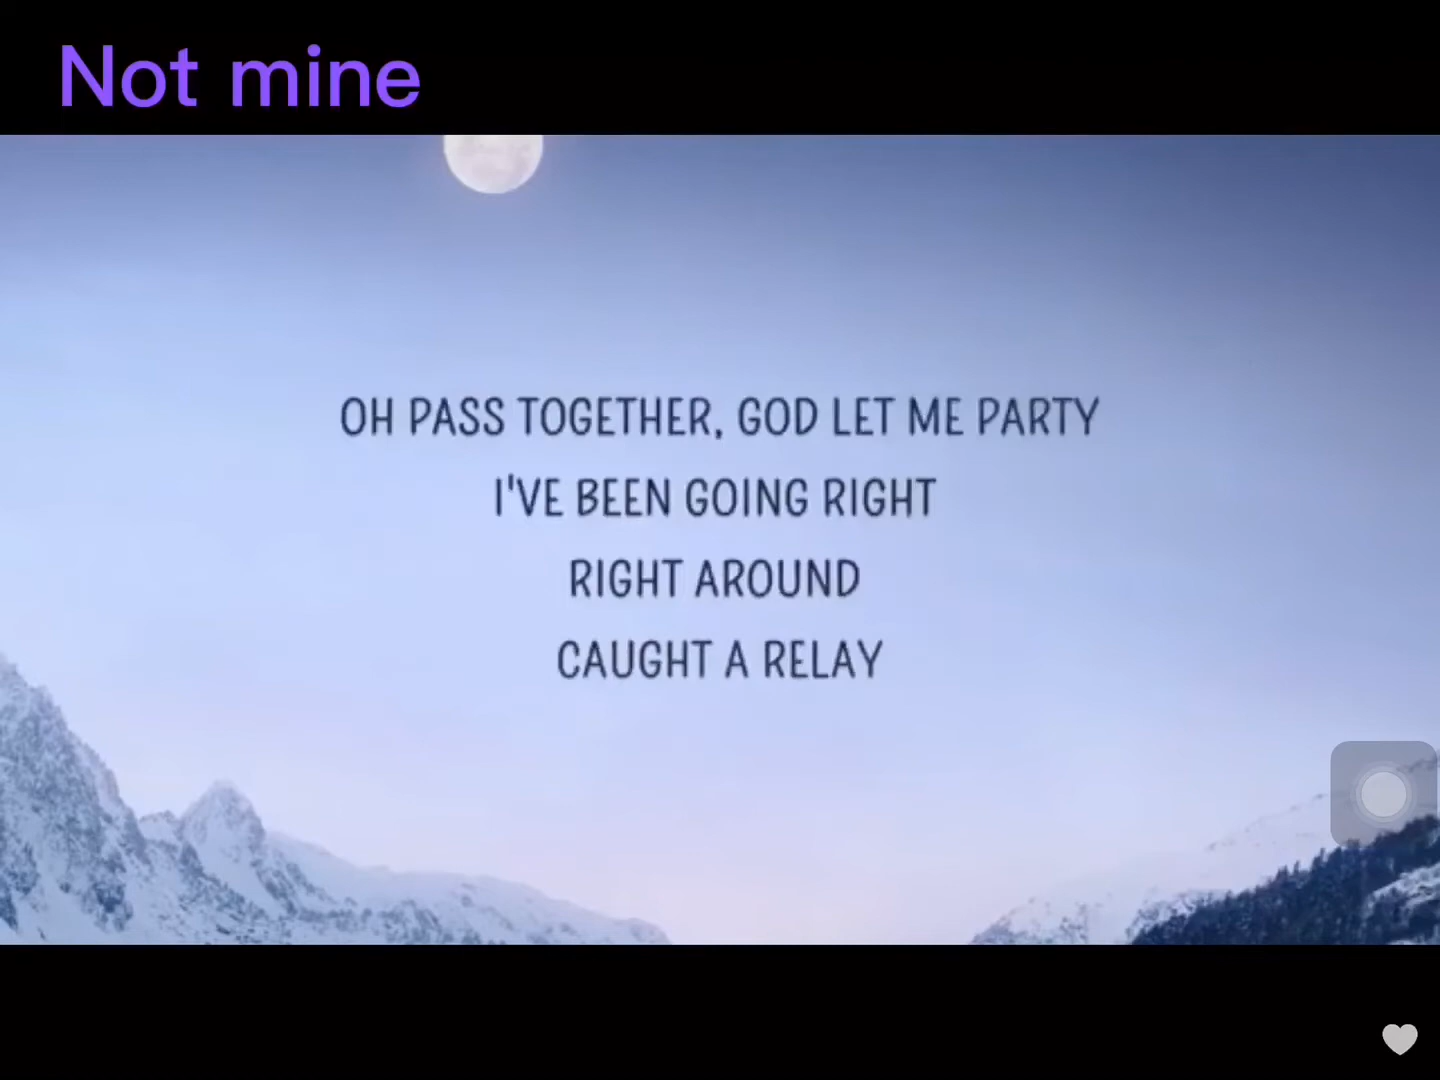 Not mine
OH PASS TOGETHER, GOD LET ME PARTY
I'VE BEEN GOING RIGHT
RIGHT AROUND
CAUGHT A RELAY